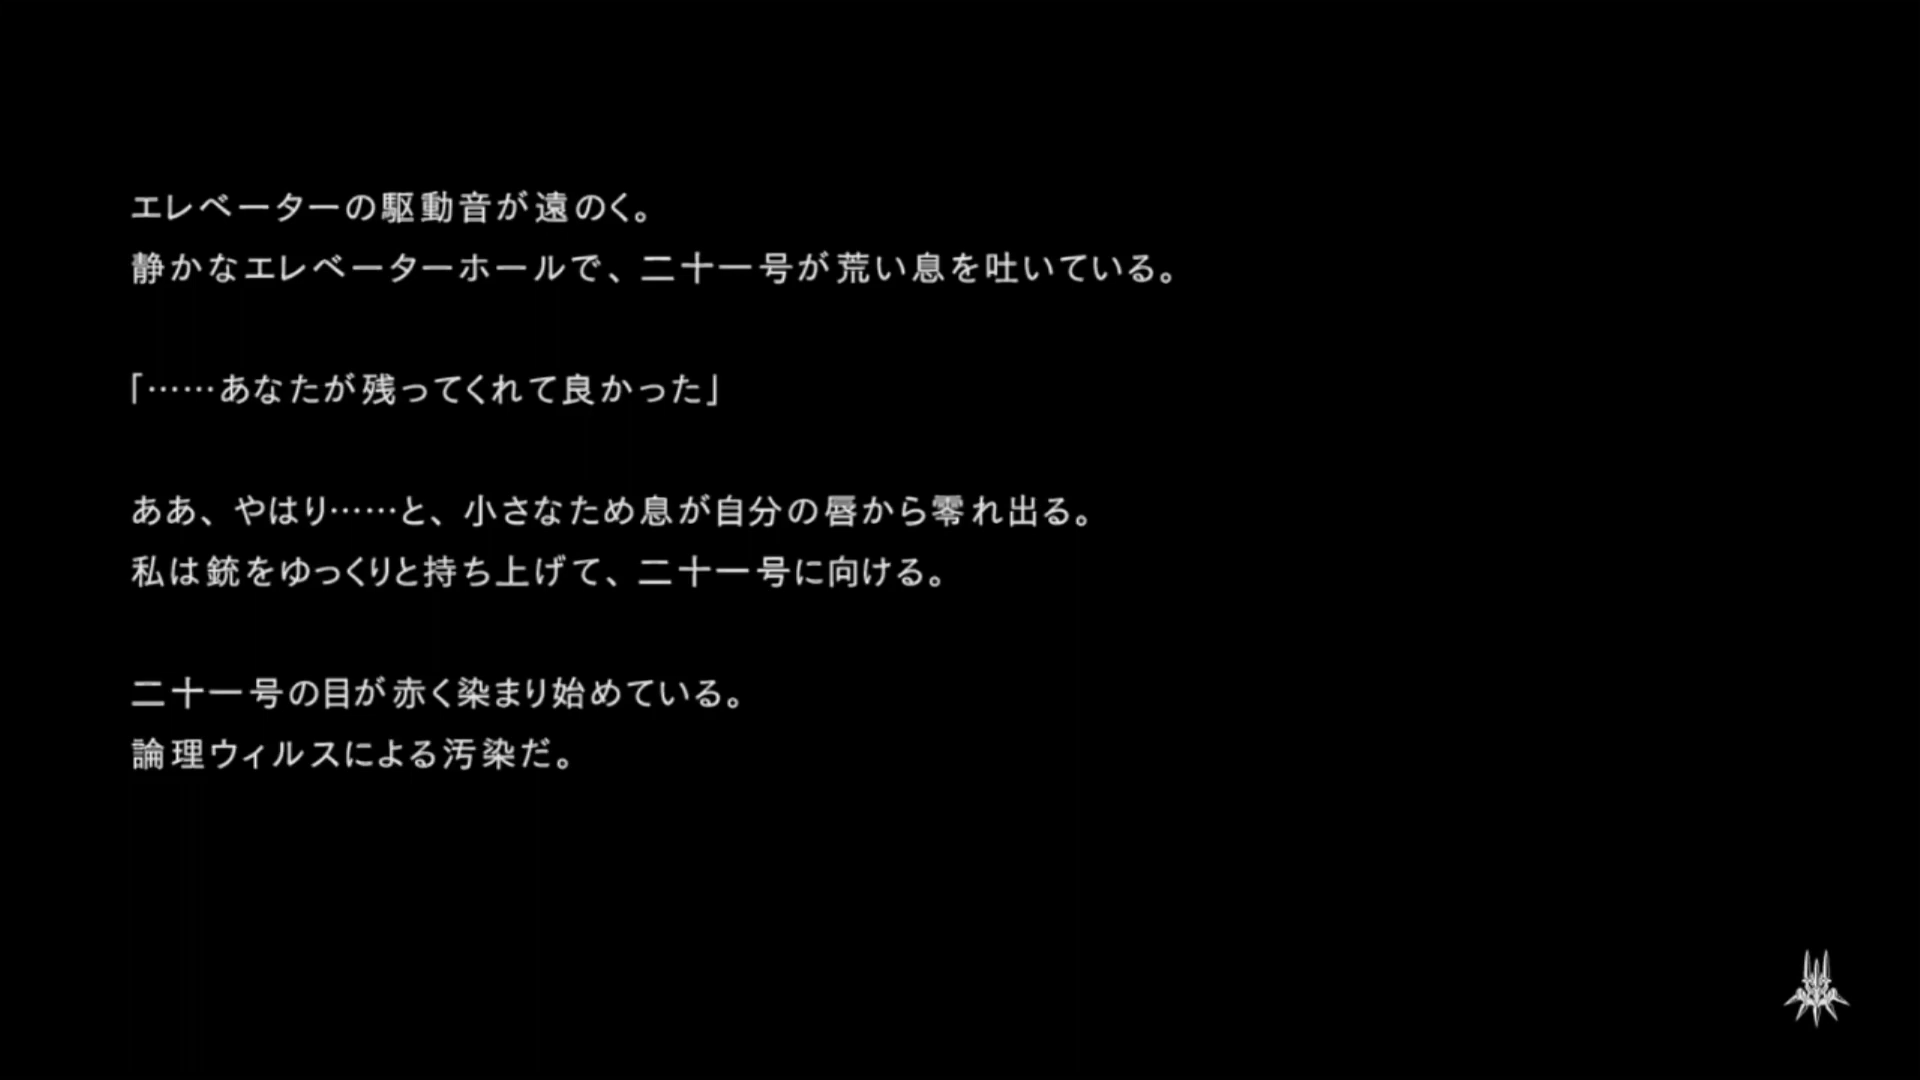 エレベーターの駆動音が遠のく。
静かなエレベーターホールで、二十一号が荒い息を吐いている。
「……あなたが残ってくれて良かった」
ああ、やはり……と、小さなため息が自分の唇から零れ出る。
私は銃をゆっくりと持ち上げて、二十一号に向ける。
二十一号の目が赤く染まり始めている。
論理ウィルスによる汚染だ。